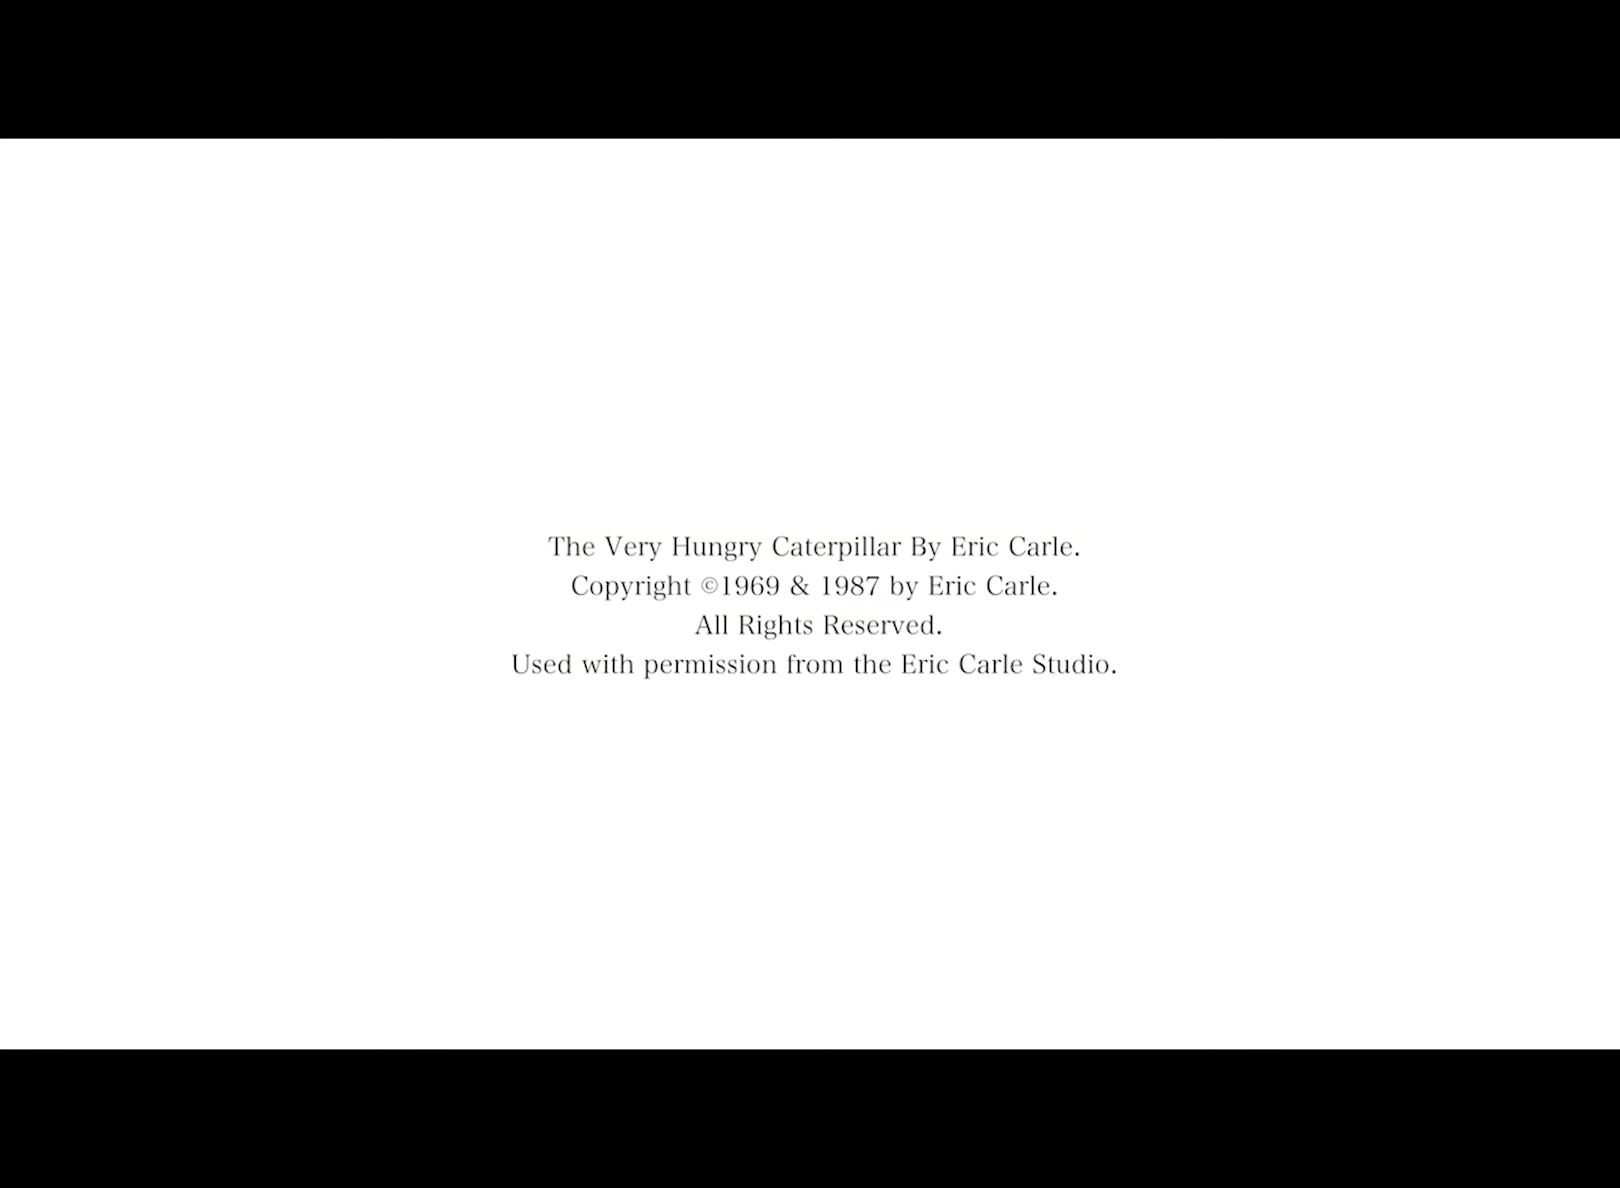 The Very Hungry Caterpillar By Eric Carle.
Copyright ©1969 & 1987 by Eric Carle.
All Rights Reserved.
Used with permission from the Eric Carle Studio.